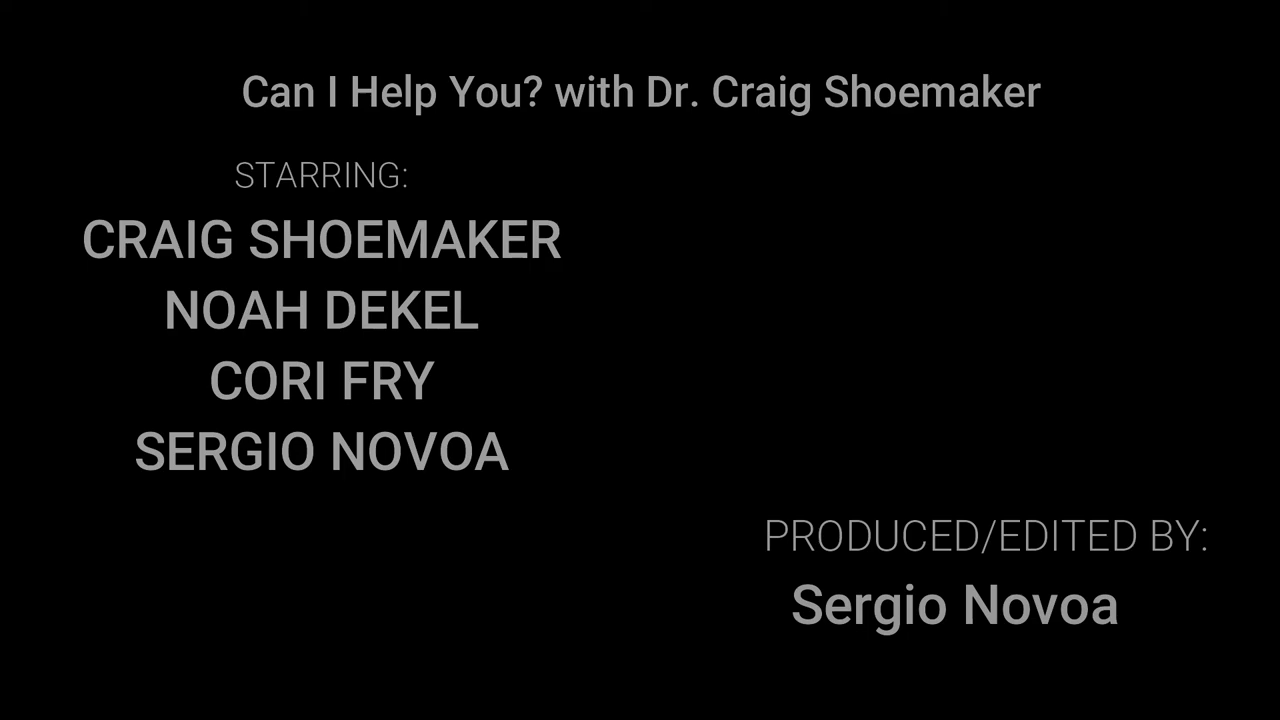 Can I Help You? with Dr. Craig Shoemaker
STARRING:
CRAIG SHOEMAKER
NOAH DEKEL
CORI FRY
SERGIO NOVOA
PRODUCED/EDITED BY:
Sergio Novoa